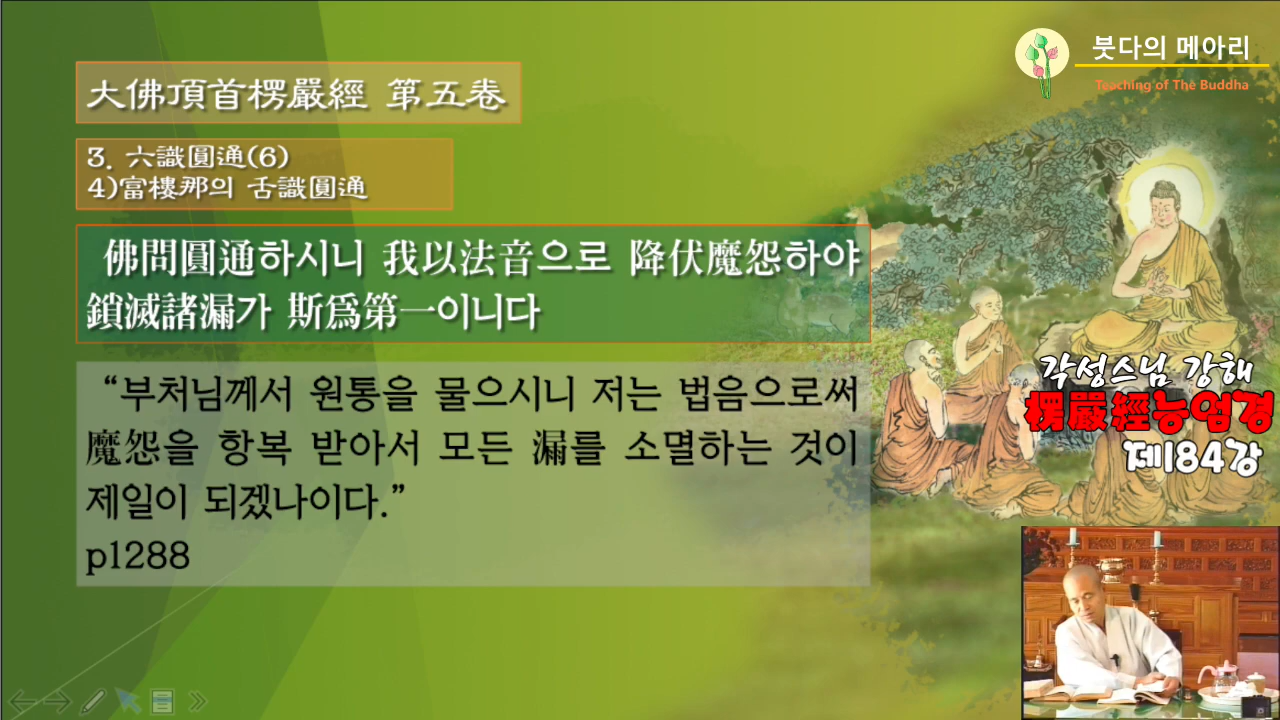 大佛頂首楞嚴經 第五卷
3. 六識圓通(6)
4)富樓那의 舌識圓通
佛問圓通하시니 我以法音으로 降伏魔怨하야
鎖滅諸漏가 斯爲第一이니다
“부처님께서 원통을 물으시니 저는 법음으로써
魔怨을 항복 받아서 모든 漏를 소멸하는 것이
제일이 되겠나이다.”
p1288
붓다의 메아리
Teaching of The Buddha
각성스님 강해
楞嚴經능엄경
제184강